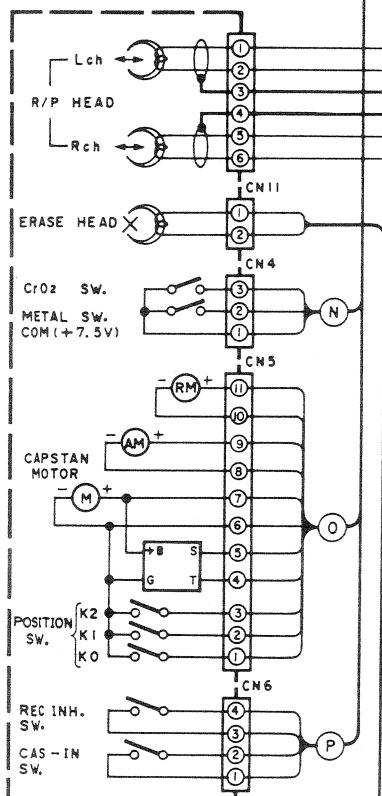 Lch
R/P HEAD
Rch
1
2
3
4
5
6
CN11
ERASE HEAD
1
2
CN4
CrO2 SW.
METAL SW.
COM (+7.5V)
3
2
1
N
CN5
- RM +
- AM +
CAPSTAN
MOTOR
- M +
11
10
9
8
7
6
5
4
3
2
1
+B S
G T
O
POSITION
SW.
K2
K1
K0
CN6
REC INH.
SW.
CAS-IN
SW.
4
3
2
1
P